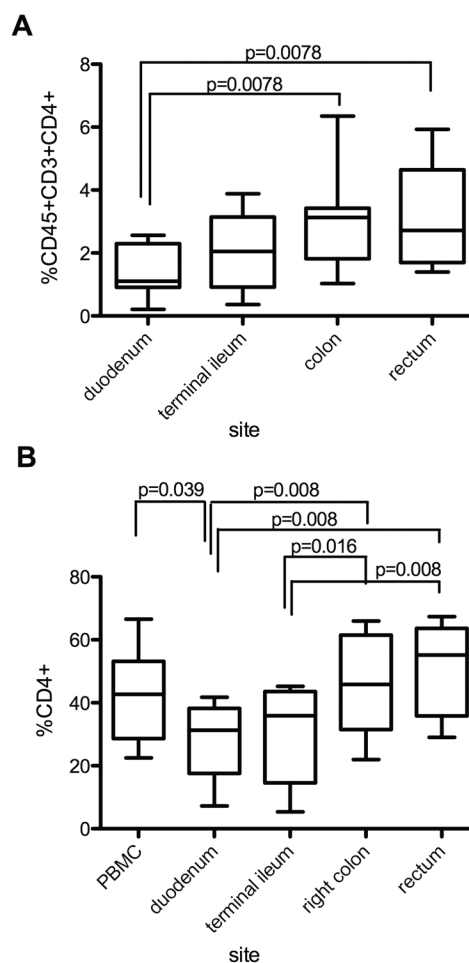 A
p=0.0078
p=0.0078
8
6
4
2
0
%CD45+CD3+CD4+
duodenum
terminal ileum
colon
rectum
site
B
p=0.039
p=0.008
p=0.008
p=0.016
p=0.008
80
60
40
20
0
%CD4+
PBMC
duodenum
terminal ileum
right colon
rectum
site